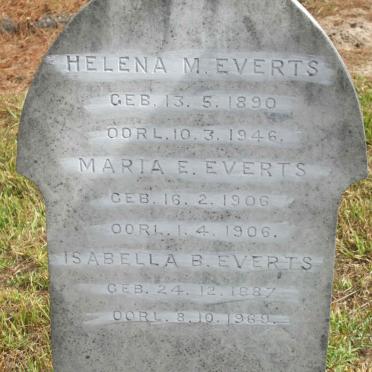 HELENA M. EVERTS
GEB. 13. 5. 1890
OORL. 10. 3. 1946.
MARIA E. EVERTS
GEB. 16. 2. 1906
OORL. 1. 4. 1906.
ISABELLA B. EVERTS
GEB. 24. 12. 1887
OORL. 8. 10. 1969.